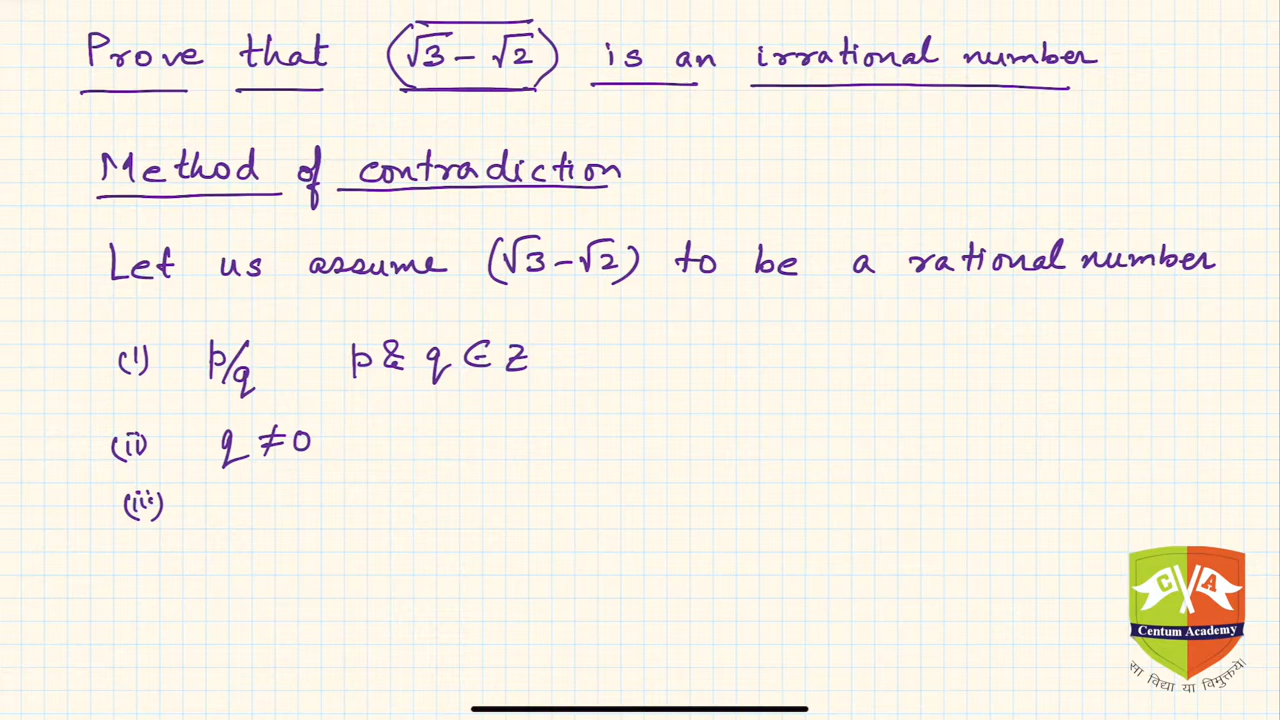 Prove that (√3 - √2) is an irrational number
Method of contradiction
Let us assume (√3-√2) to be a rational number
(i) p/q p & q ∈ Z
(ii) q ≠ 0
(iii)
C A
Centum Academy
सा विद्या या विमुक्तये।